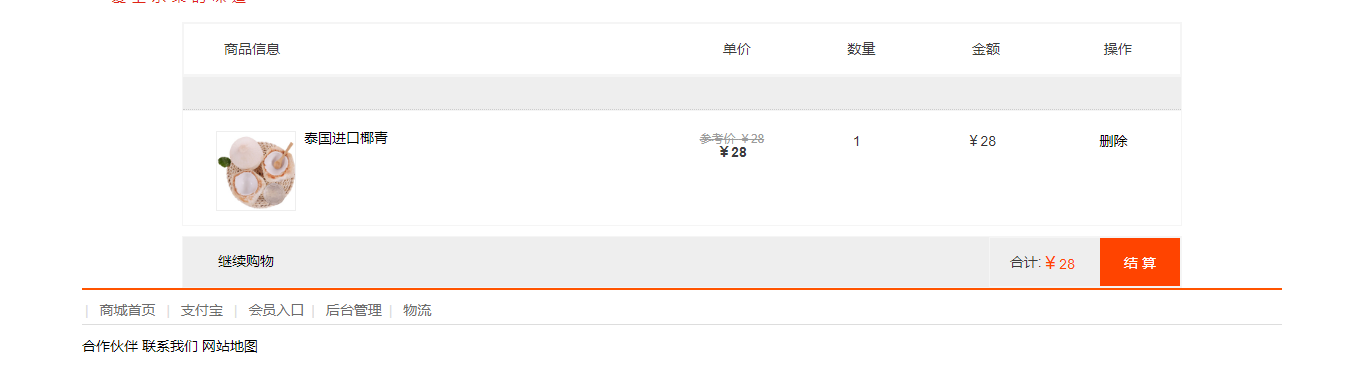 商品信息 单价 数量 金额 操作
泰国进口椰青 参考价 ￥28 1 ￥28 删除
￥28
继续购物 合计:￥28 结 算
| 商城首页 | 支付宝 | 会员入口 | 后台管理 | 物流
合作伙伴 联系我们 网站地图